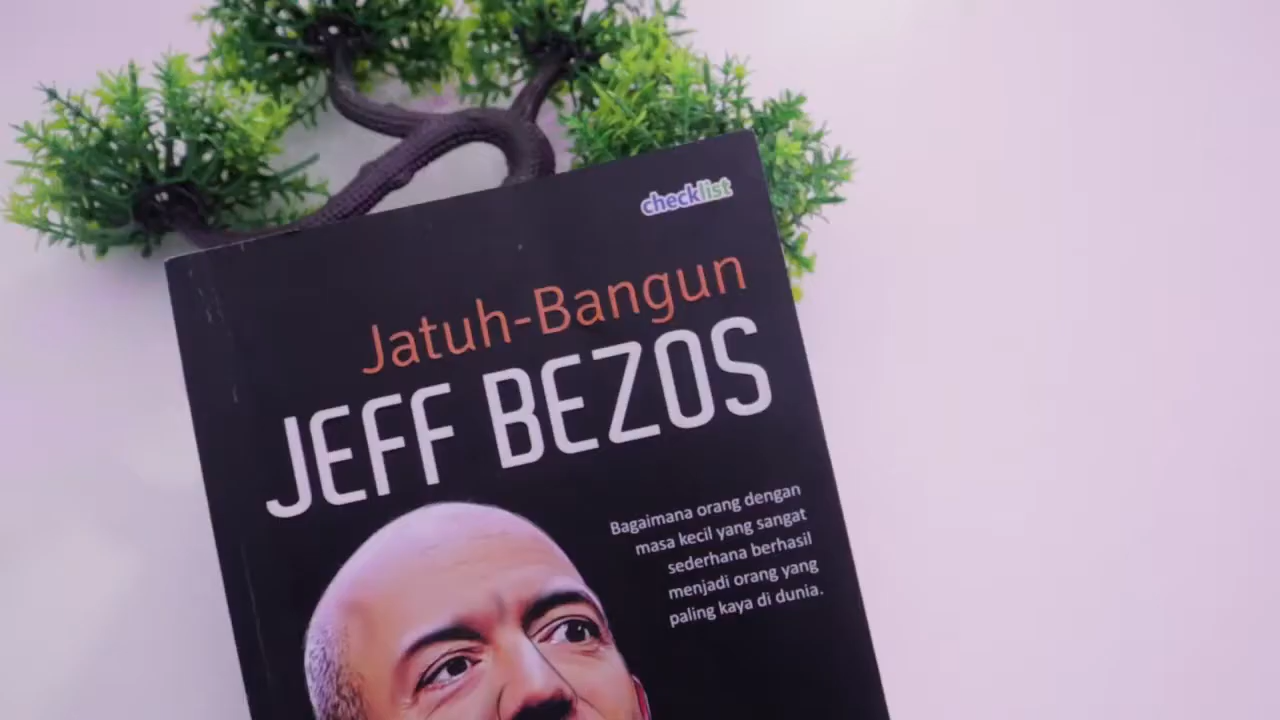 checklist
Jatuh-Bangun
JEFF BEZOS
Bagaimana orang dengan
masa kecil yang sangat
sederhana berhasil
menjadi orang yang
paling kaya di dunia.